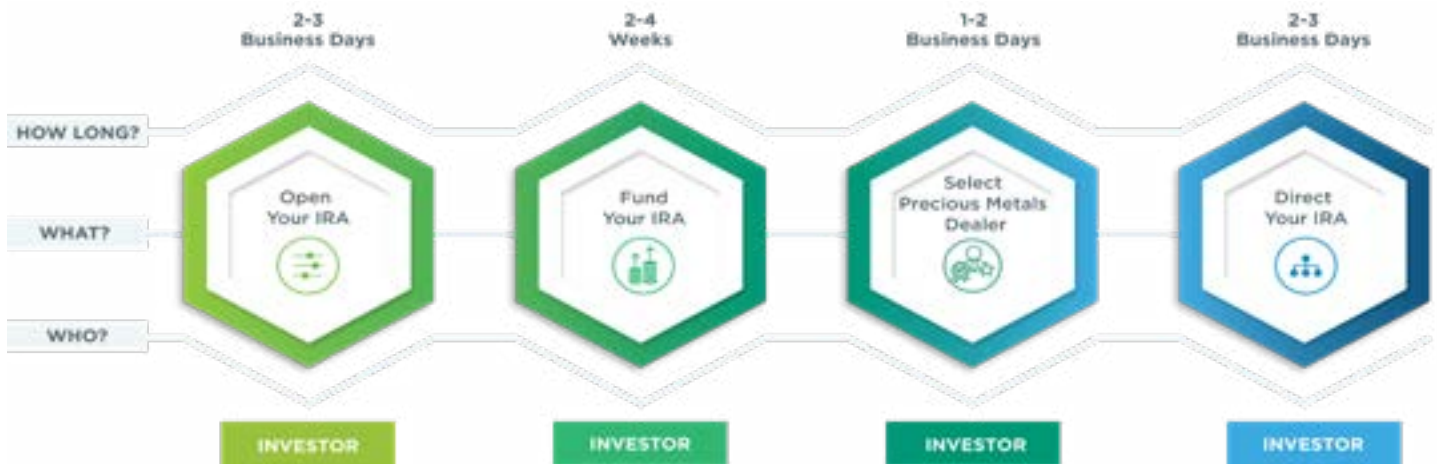 2-3
Business Days
2-4
Weeks
1-2
Business Days
2-3
Business Days
HOW LONG?
WHAT?
WHO?
Open
Your IRA
Fund
Your IRA
Select
Precious Metals
Dealer
Direct
Your IRA
INVESTOR
INVESTOR
INVESTOR
INVESTOR